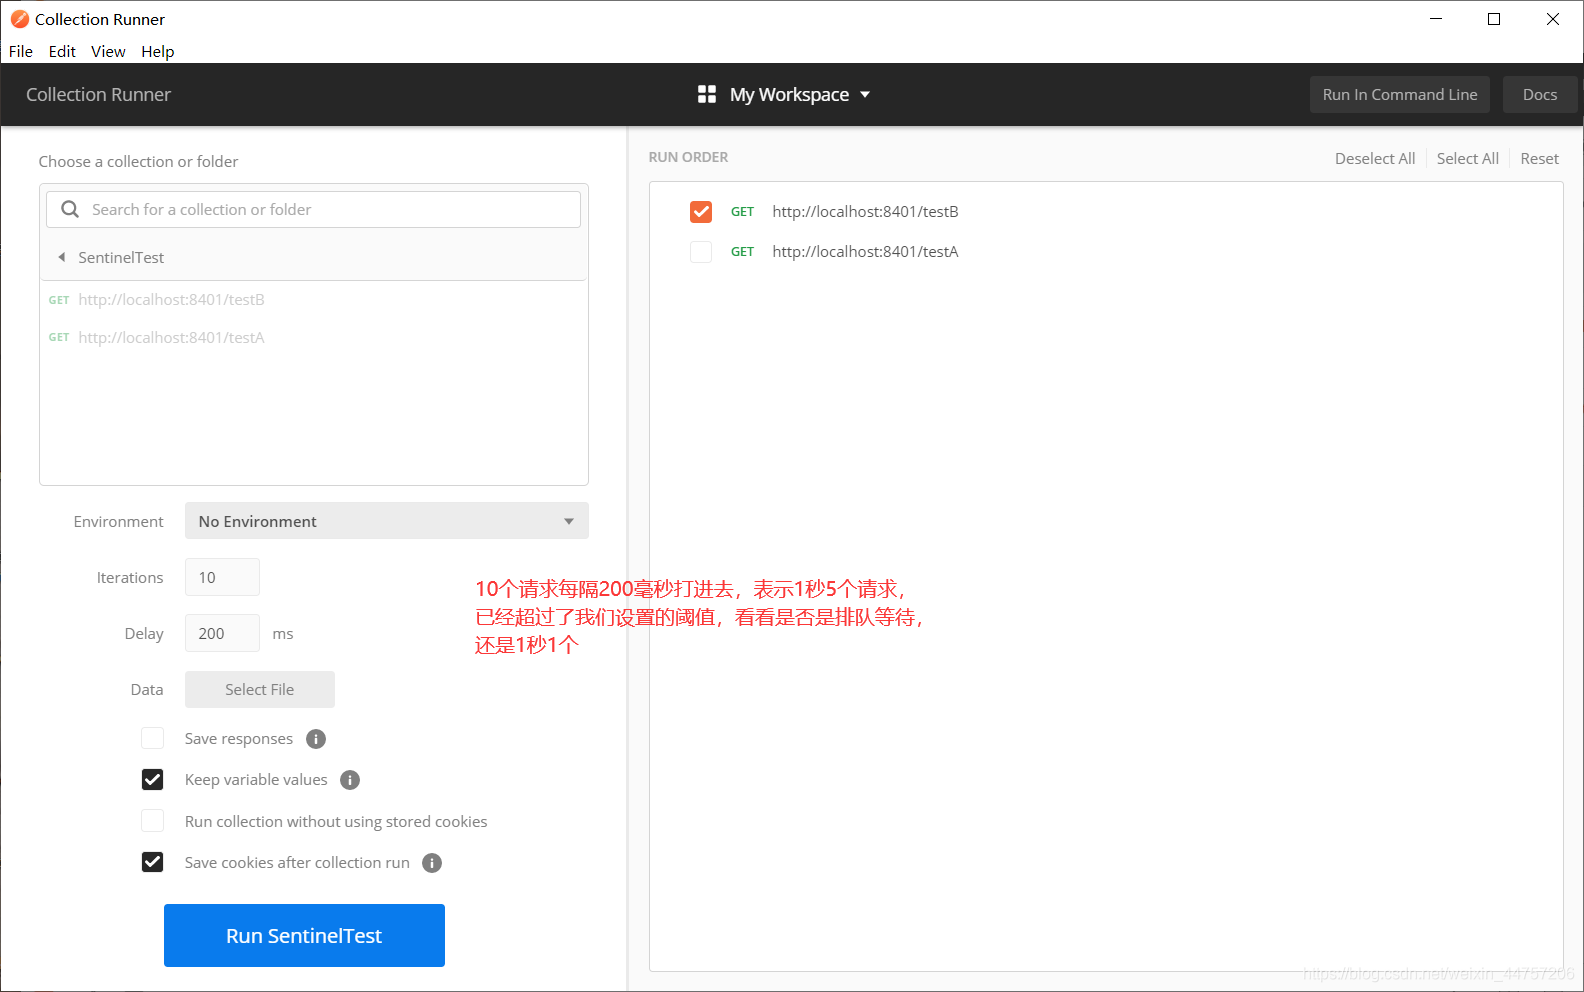 Collection Runner
File Edit View Help
Collection Runner
My Workspace
Run In Command Line
Docs
Choose a collection or folder
Search for a collection or folder
SentinelTest
GET http://localhost:8401/testB
GET http://localhost:8401/testA
Environment No Environment
Iterations 10
Delay 200 ms
Data Select File
Save responses
Keep variable values
Run collection without using stored cookies
Save cookies after collection run
Run SentinelTest
RUN ORDER
Deselect All Select All Reset
GET http://localhost:8401/testB
GET http://localhost:8401/testA
10个请求每隔200毫秒打进去，表示1秒5个请求，
已经超过了我们设置的阈值，看看是否是排队等待，
还是1秒1个
https://blog.csdn.net/weixin_44757206